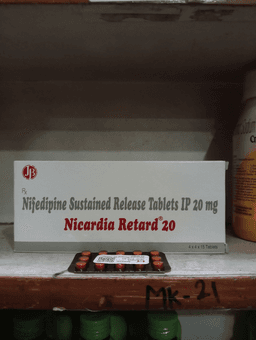 JB
Rx
Nifedipine Sustained Release Tablets IP 20 mg
Nicardia Retard® 20
MK-21